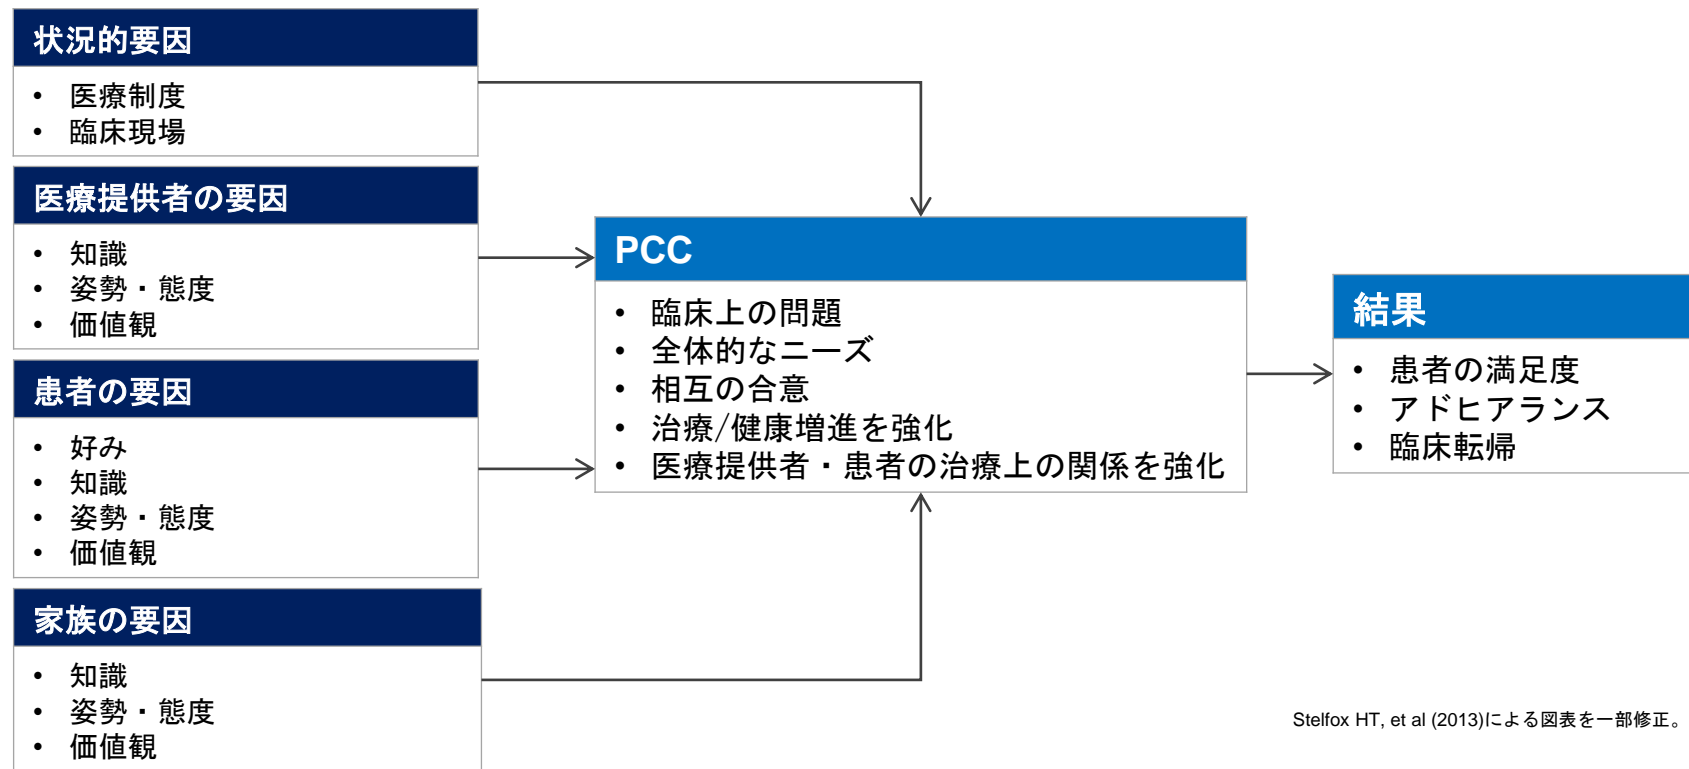 状況的要因
• 医療制度
• 臨床現場
医療提供者の要因
• 知識
• 姿勢・態度
• 価値観
患者の要因
• 好み
• 知識
• 姿勢・態度
• 価値観
家族の要因
• 知識
• 姿勢・態度
• 価値観
PCC
• 臨床上の問題
• 全体的なニーズ
• 相互の合意
• 治療/健康増進を強化
• 医療提供者・患者の治療上の関係を強化
結果
• 患者の満足度
• アドヒアランス
• 臨床転帰
Stelfox HT, et al (2013)による図表を一部修正。